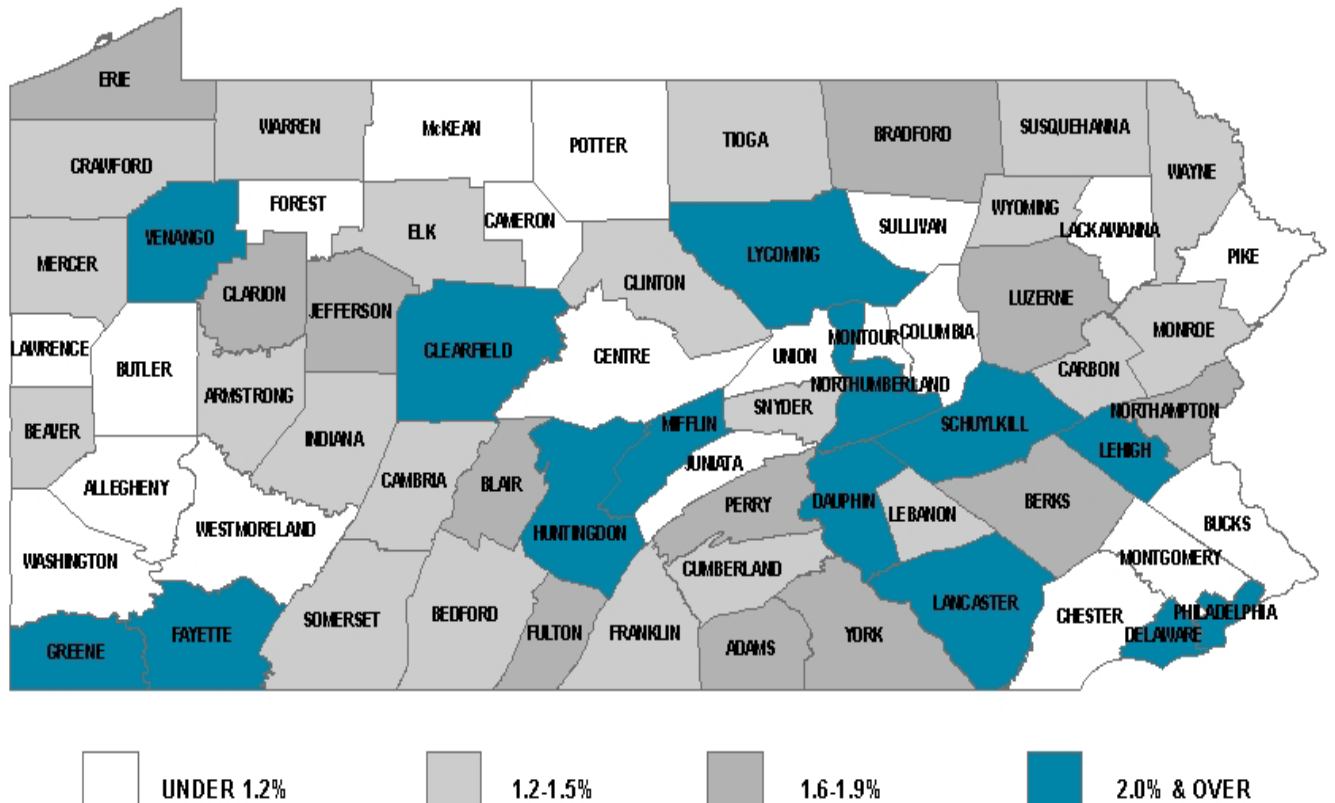 ERIE
WARREN
McKEAN
POTTER
TIOGA
BRADFORD
SUSQUEHANNA
CRAWFORD
WAYNE
FOREST
CAMERON
ELK
WYOMING
SULLIVAN
LACKAWANNA
VENANGO
LYCOMING
PIKE
MERCER
CLARION
CLINTON
LUZERNE
JEFFERSON
MONROE
LAWRENCE
CLEARFIELD
CENTRE
UNION
MONTOUR
COLUMBIA
BUTLER
CARBON
ARMSTRONG
NORTHUMBERLAND
SNYDER
NORTHAMPTON
BEAVER
INDIANA
MIFFLIN
SCHUYLKILL
LEHIGH
JUNIATA
ALLEGHENY
CAMBRIA
BLAIR
PERRY
DAUPHIN
LEBANON
BERKS
BUCKS
WESTMORELAND
HUNTINGDON
WASHINGTON
CUMBERLAND
MONTGOMERY
LANCASTER
SOMERSET
BEDFORD
CHESTER
PHILADELPHIA
FAYETTE
FULTON
FRANKLIN
YORK
DELAWARE
GREENE
ADAMS
UNDER 1.2%
1.2-1.5%
1.6-1.9%
2.0% & OVER